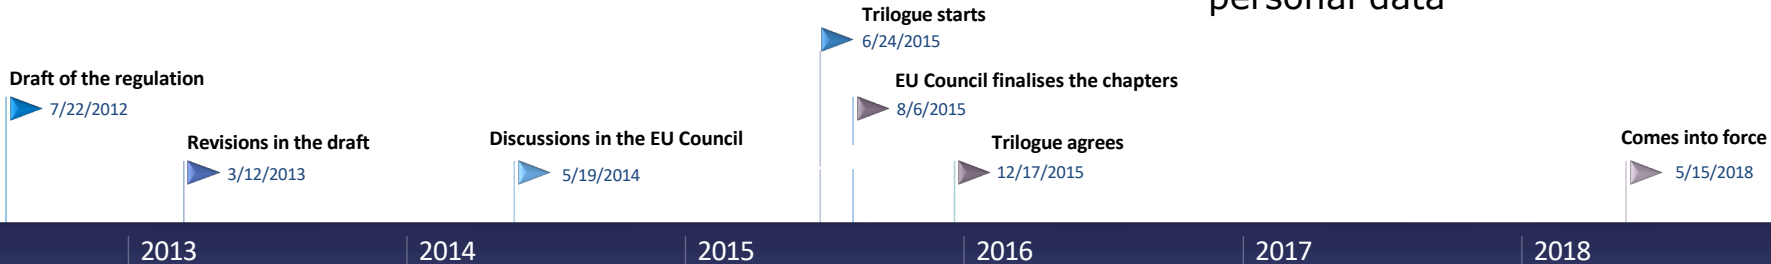 personal data
Trilogue starts
6/24/2015
Draft of the regulation
7/22/2012
EU Council finalises the chapters
8/6/2015
Revisions in the draft
3/12/2013
Discussions in the EU Council
5/19/2014
Trilogue agrees
12/17/2015
Comes into force
5/15/2018
2013
2014
2015
2016
2017
2018